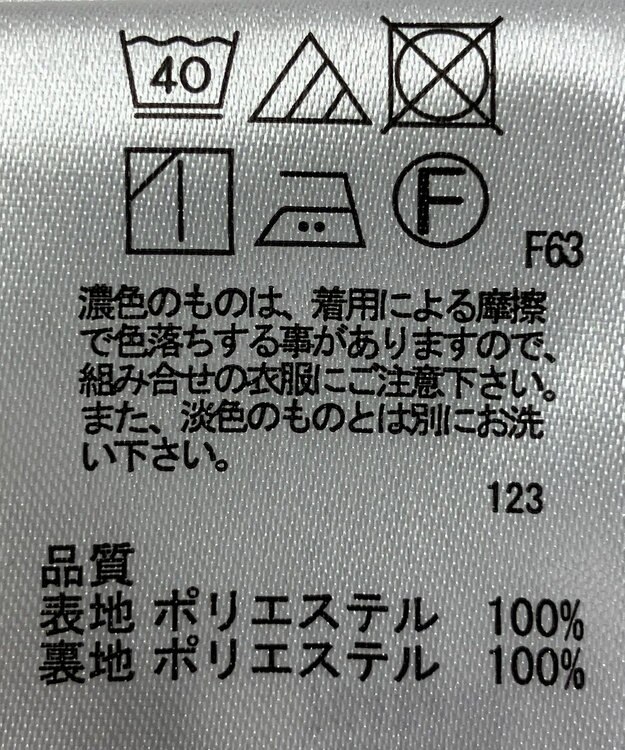 40
F
F63
濃色のものは、着用による摩擦
で色落ちする事がありますので、
組み合せの衣服にご注意下さい。
また、淡色のものとは別にお洗
い下さい。
123
品質
表地 ポリエステル 100%
裏地 ポリエステル 100%